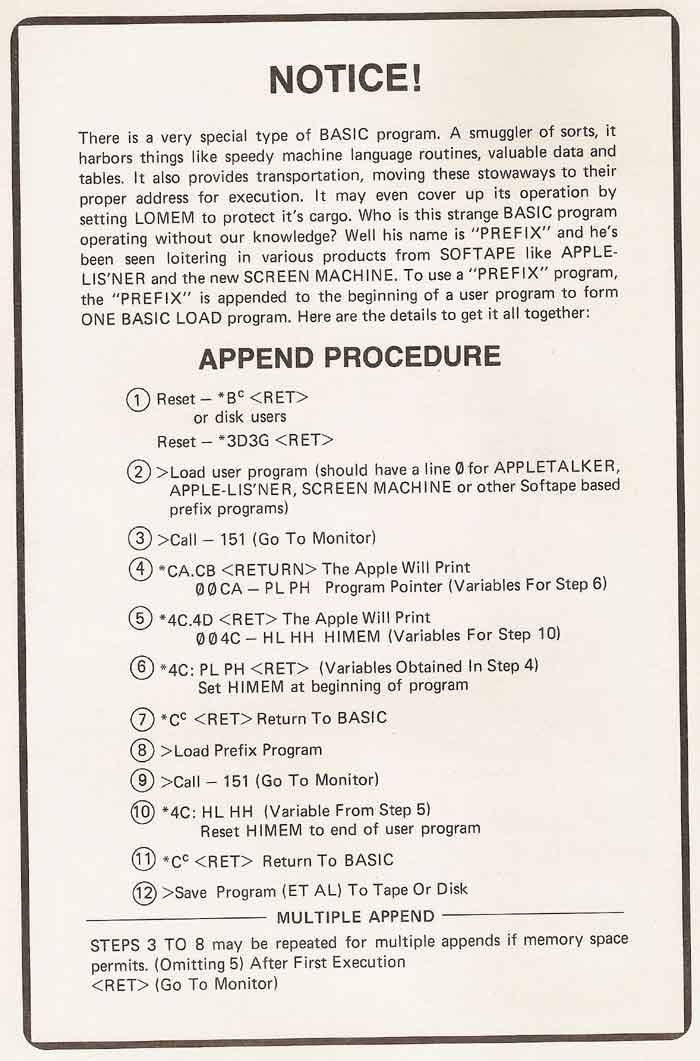 NOTICE!
There is a very special type of BASIC program. A smuggler of sorts, it
harbors things like speedy machine language routines, valuable data and
tables. It also provides transportation, moving these stowaways to their
proper address for execution. It may even cover up its operation by
setting LOMEM to protect it's cargo. Who is this strange BASIC program
operating without our knowledge? Well his name is "PREFIX" and he's
been seen loitering in various products from SOFTAPE like APPLE-
LIS'NER and the new SCREEN MACHINE. To use a "PREFIX" program,
the "PREFIX" is appended to the beginning of a user program to form
ONE BASIC LOAD program. Here are the details to get it all together:
APPEND PROCEDURE
① Reset – *Bᶜ <RET>
or disk users
Reset – *3D3G <RET>
② >Load user program (should have a line Ø for APPLETALKER,
APPLE-LIS'NER, SCREEN MACHINE or other Softape based
prefix programs)
③ >Call – 151 (Go To Monitor)
④ *CA.CB <RETURN> The Apple Will Print
ØØCA – PL PH Program Pointer (Variables For Step 6)
⑤ *4C.4D <RET> The Apple Will Print
ØØ4C – HL HH HIMEM (Variables For Step 10)
⑥ *4C: PL PH <RET> (Variables Obtained In Step 4)
Set HIMEM at beginning of program
⑦ *Cᶜ <RET> Return To BASIC
⑧ >Load Prefix Program
⑨ >Call – 151 (Go To Monitor)
⑩ *4C: HL HH (Variable From Step 5)
Reset HIMEM to end of user program
⑪ *Cᶜ <RET> Return To BASIC
⑫ >Save Program (ET AL) To Tape Or Disk
MULTIPLE APPEND
STEPS 3 TO 8 may be repeated for multiple appends if memory space
permits. (Omitting 5) After First Execution
<RET> (Go To Monitor)